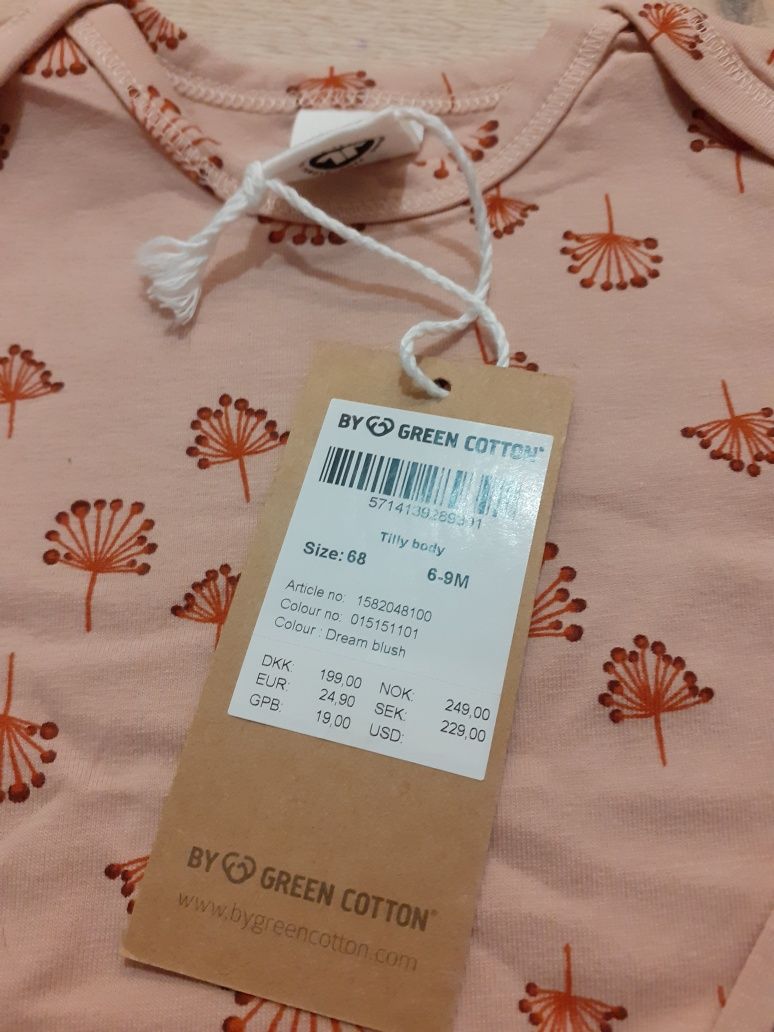 BY GREEN COTTON®
Tilly body
Size: 68 6-9M
Article no: 1582048100
Colour no: 015151101
Colour : Dream blush
DKK: 199,00 NOK: 249,00
EUR: 24,90 SEK: 229,00
GPB: 19,00 USD:
BY GREEN COTTON®
www.bygreencotton.com